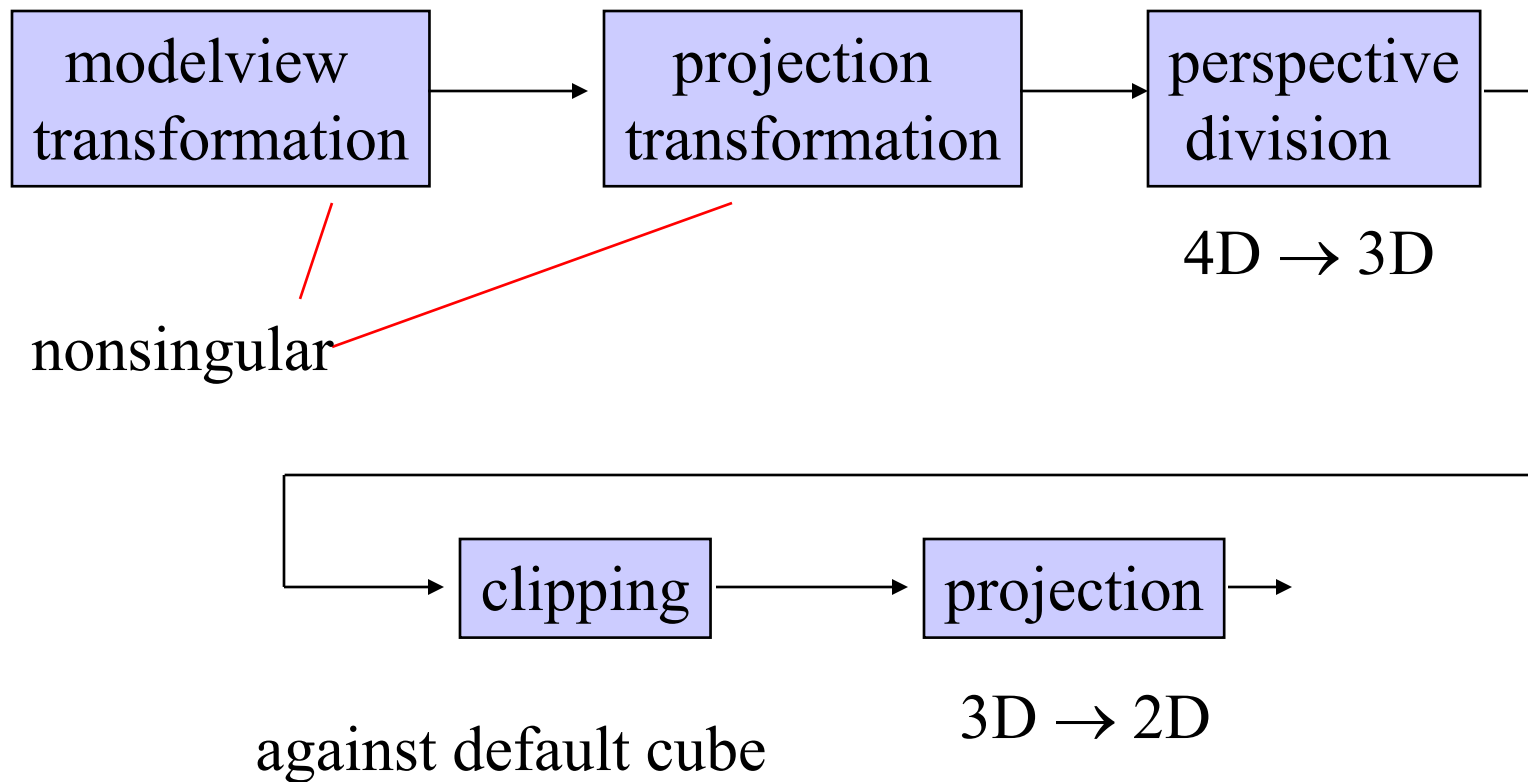 modelview
transformation
projection
transformation
perspective
division
4D → 3D
nonsingular
clipping
projection
3D → 2D
against default cube